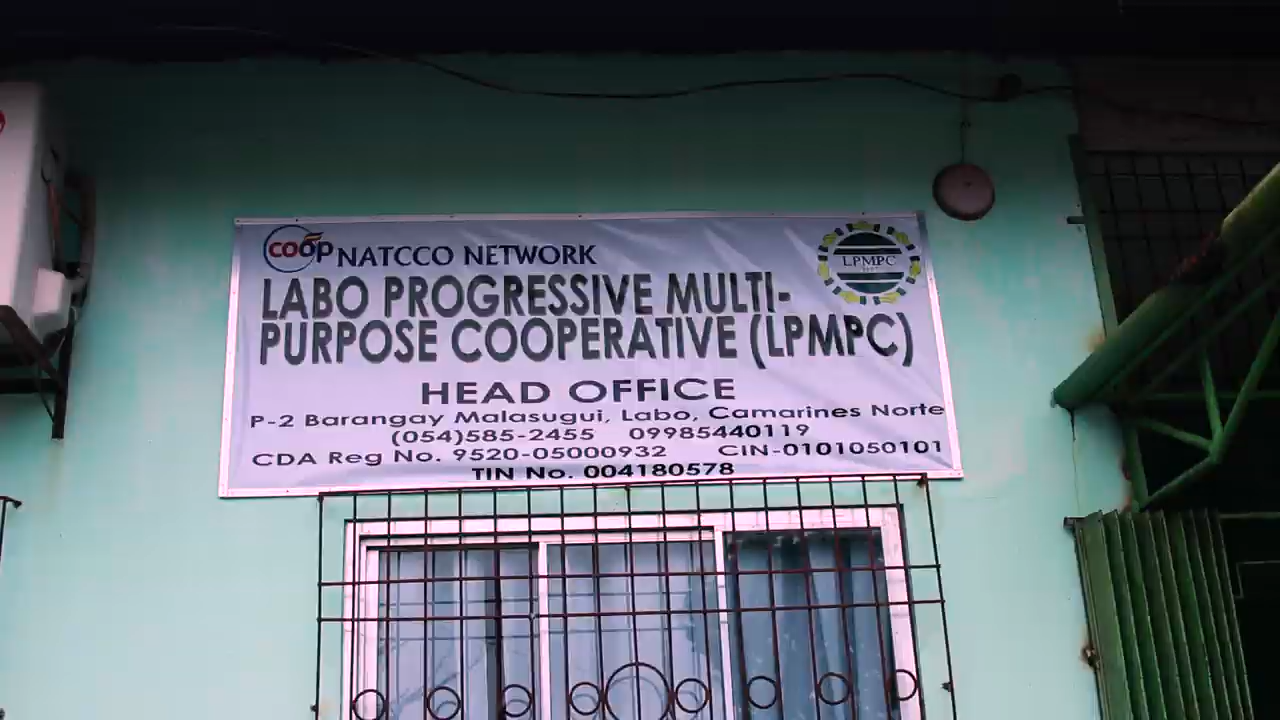 coop NATCCO NETWORK
LPMPC
LABO PROGRESSIVE MULTI-
PURPOSE COOPERATIVE (LPMPC)
HEAD OFFICE
P-2 Barangay Malasugui, Labo, Camarines Norte
(054)585-2455 09985440119
CDA Reg No. 9520-05000932 CIN-0101050101
TIN No. 004180578